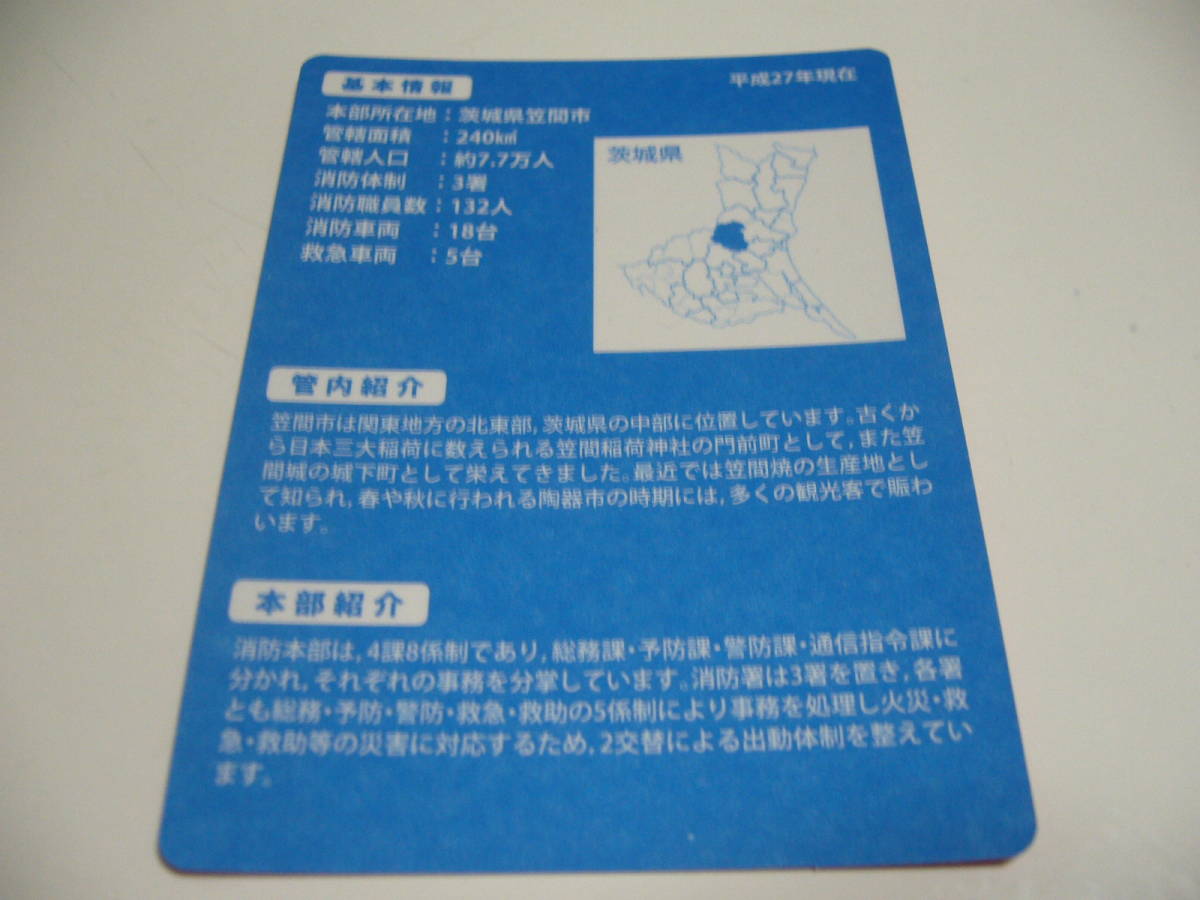 基本情報
平成27年現在
本部所在地：茨城県笠間市
管轄面積　：240k㎡
管轄人口　：約7.7万人
消防体制　：3署
消防職員数：132人
消防車両　：18台
救急車両　：5台
茨城県
管内紹介
笠間市は関東地方の北東部,茨城県の中部に位置しています。古くか
ら日本三大稲荷に数えられる笠間稲荷神社の門前町として,また笠
間城の城下町として栄えてきました。最近では笠間焼の生産地とし
て知られ,春や秋に行われる陶器市の時期には,多くの観光客で賑わ
います。
本部紹介
消防本部は,4課8係制であり,総務課・予防課・警防課・通信指令課に
分かれ,それぞれの事務を分掌しています。消防署は3署を置き,各署
とも総務・予防・警防・救急・救助の5係制により事務を処理し火災・救
急・救助等の災害に対応するため,2交替による出動体制を整えてい
ます。